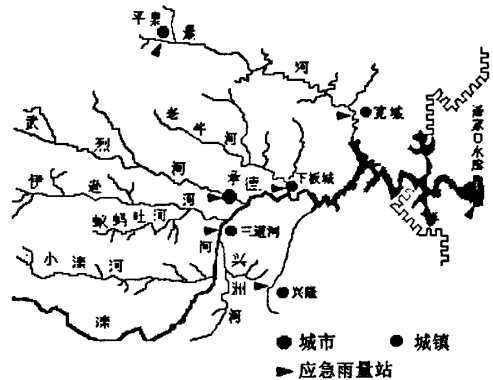 平泉
瀑
河
宽城
潘家口水库
老牛河
武烈河
承德
下板城
伊逊河
蚁蚂吐河
三道河
小滦河
兴洲河
兴隆
滦
河
城市
城镇
应急雨量站